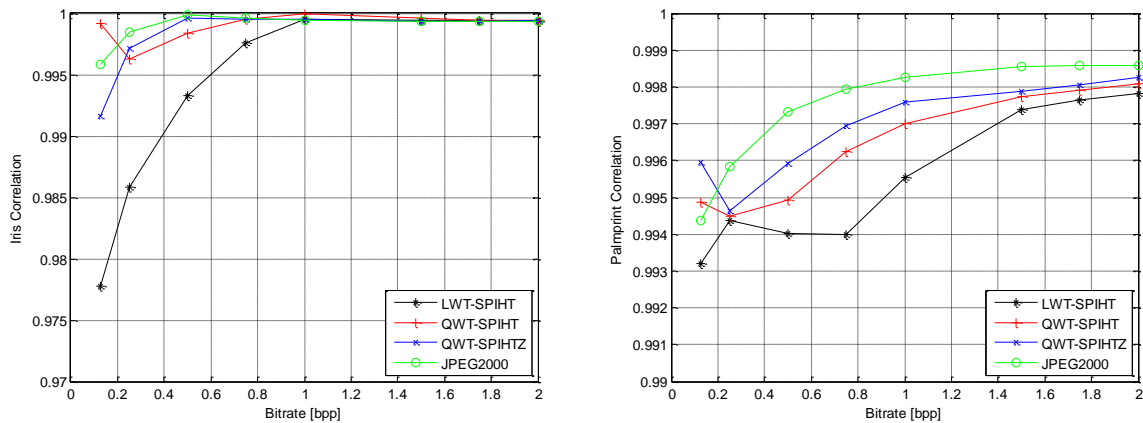 1
0.995
0.99
0.985
0.98
0.975
0.97
Iris Correlation
0 0.2 0.4 0.6 0.8 1 1.2 1.4 1.6 1.8 2
Bitrate [bpp]
LWT-SPIHT
QWT-SPIHT
QWT-SPIHTZ
JPEG2000
1
0.999
0.998
0.997
0.996
0.995
0.994
0.993
0.992
0.991
0.99
Palmprint Correlation
0 0.2 0.4 0.6 0.8 1 1.2 1.4 1.6 1.8 2
Bitrate [bpp]
LWT-SPIHT
QWT-SPIHT
QWT-SPIHTZ
JPEG2000